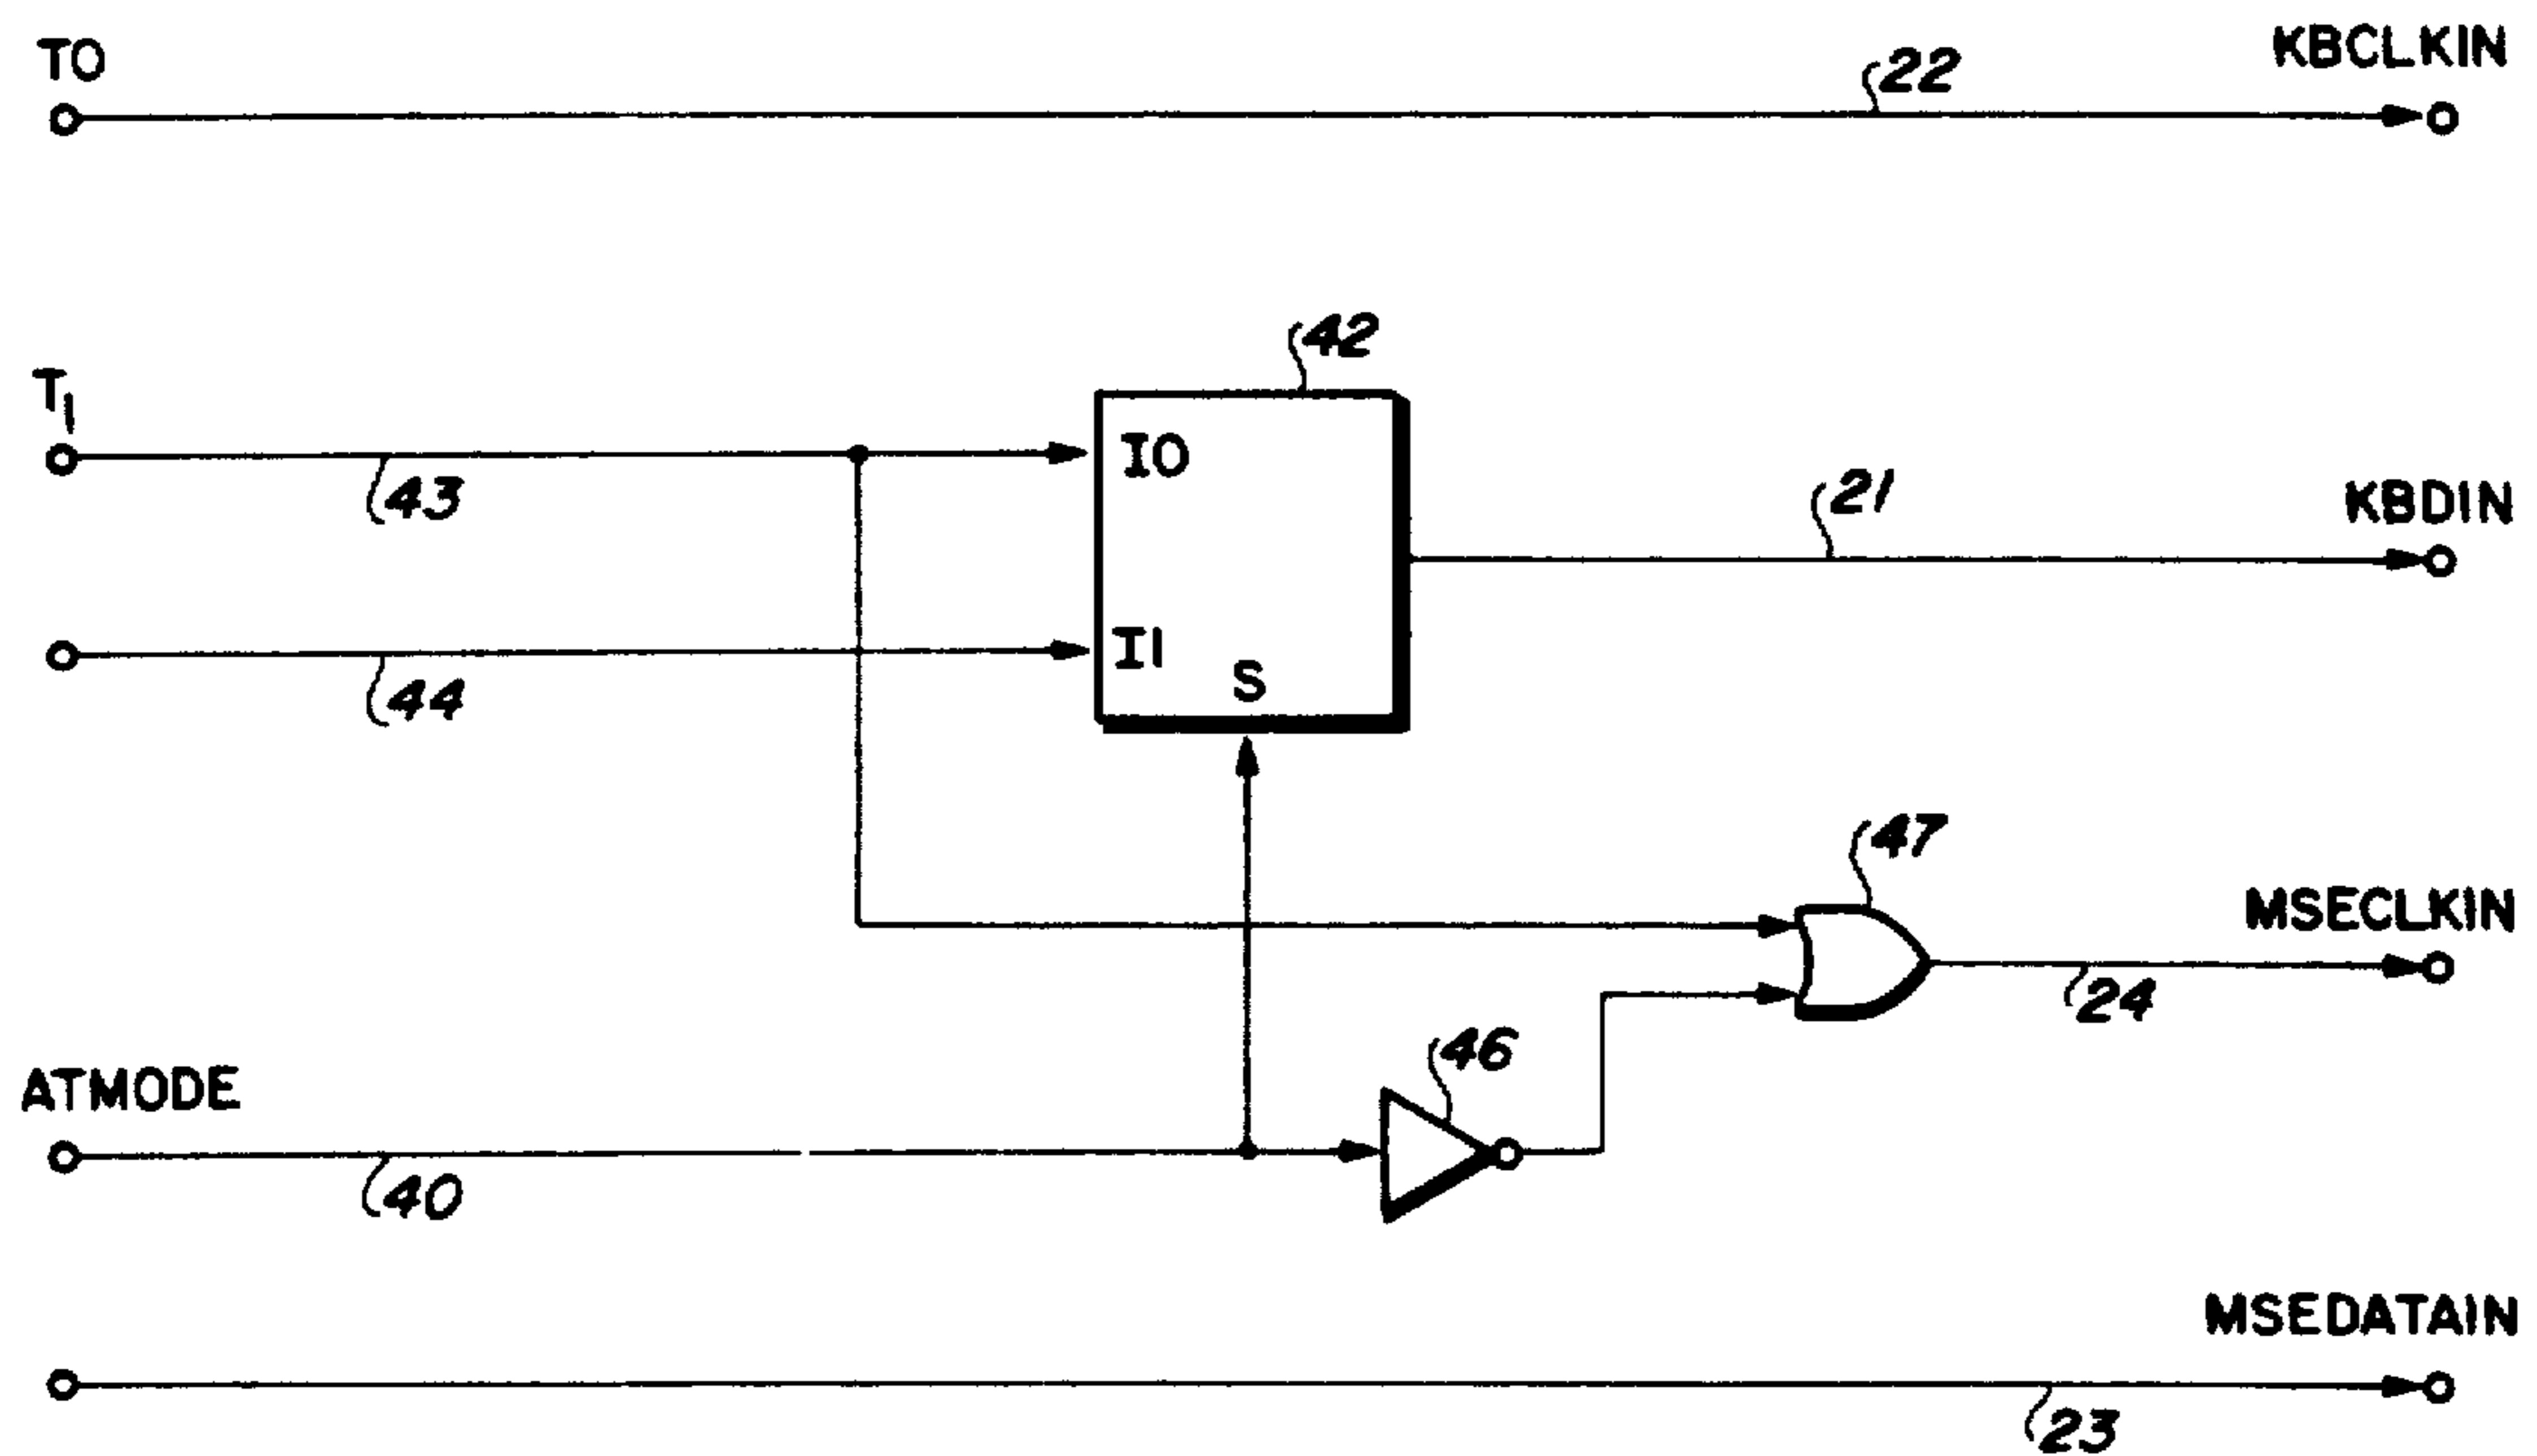 TO
KBCLKIN
22
42
T1
IO
43
21
KBDIN
I1
44
S
47
MSECLKIN
24
46
ATMODE
40
MSEDATAIN
23